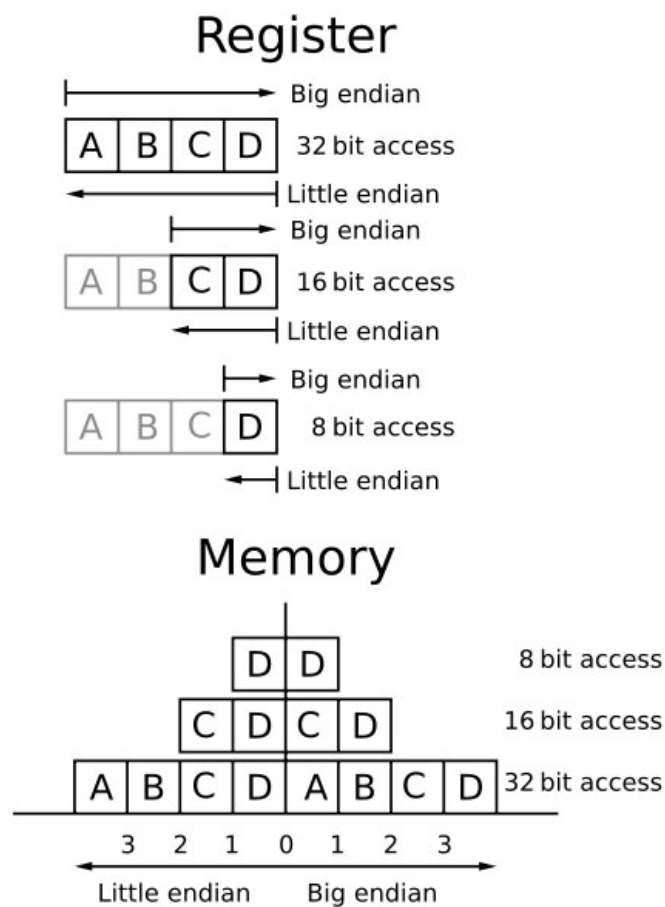 Register
Big endian
A B C D 32 bit access
Little endian
Big endian
A B C D 16 bit access
Little endian
Big endian
A B C D 8 bit access
Little endian
Memory
D D 8 bit access
C D C D 16 bit access
A B C D A B C D 32 bit access
3 2 1 0 1 2 3
Little endian Big endian